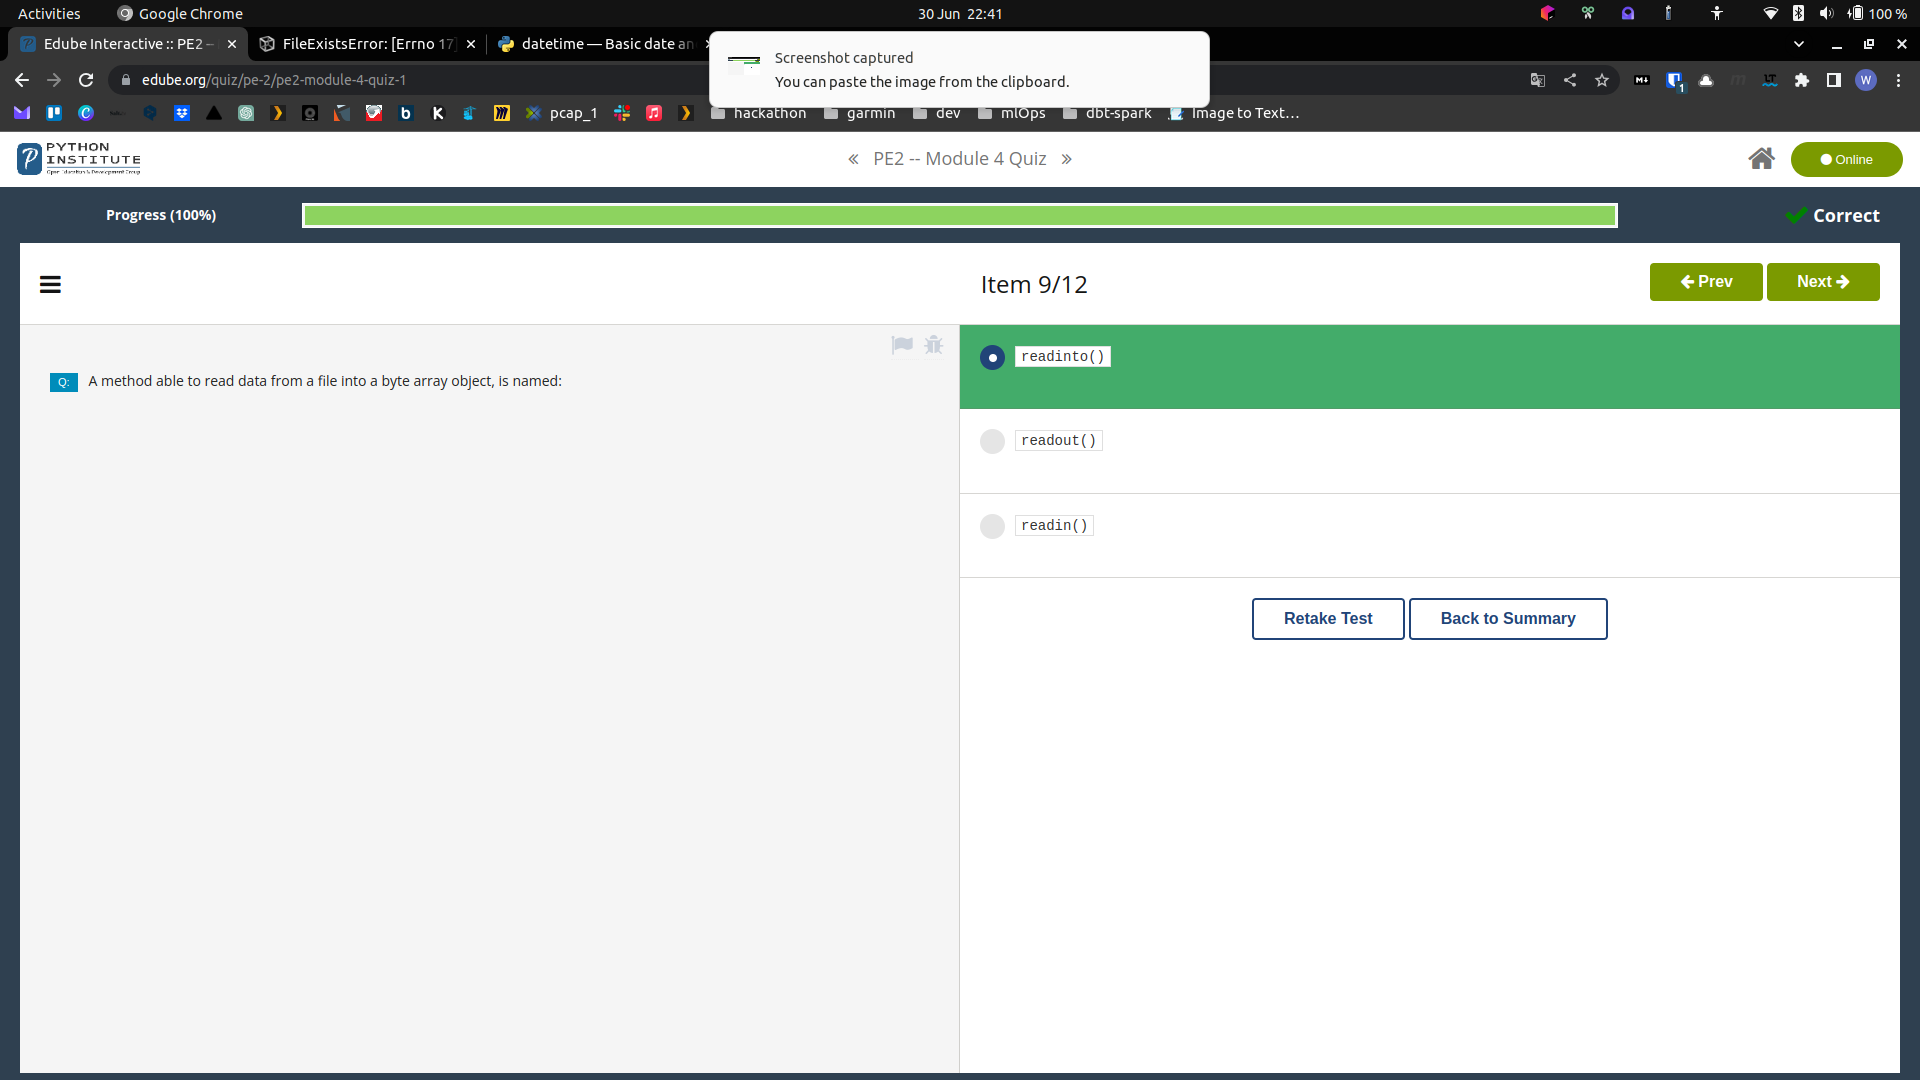 Activities Google Chrome 30 Jun 22:41 100 %
Edube Interactive :: PE2 – FileExistsError: [Errno 17] datetime — Basic date an
Screenshot captured
You can paste the image from the clipboard.
edube.org/quiz/pe-2/pe2-module-4-quiz-1
pcap_1 hackathon garmin dev mlOps dbt-spark Image to Text…
PYTHON
INSTITUTE
Open Education & Development Group
« PE2 -- Module 4 Quiz »
Online
Progress (100%)
Correct
Item 9/12
Prev
Next
Q: A method able to read data from a file into a byte array object, is named:
readinto()
readout()
readin()
Retake Test
Back to Summary